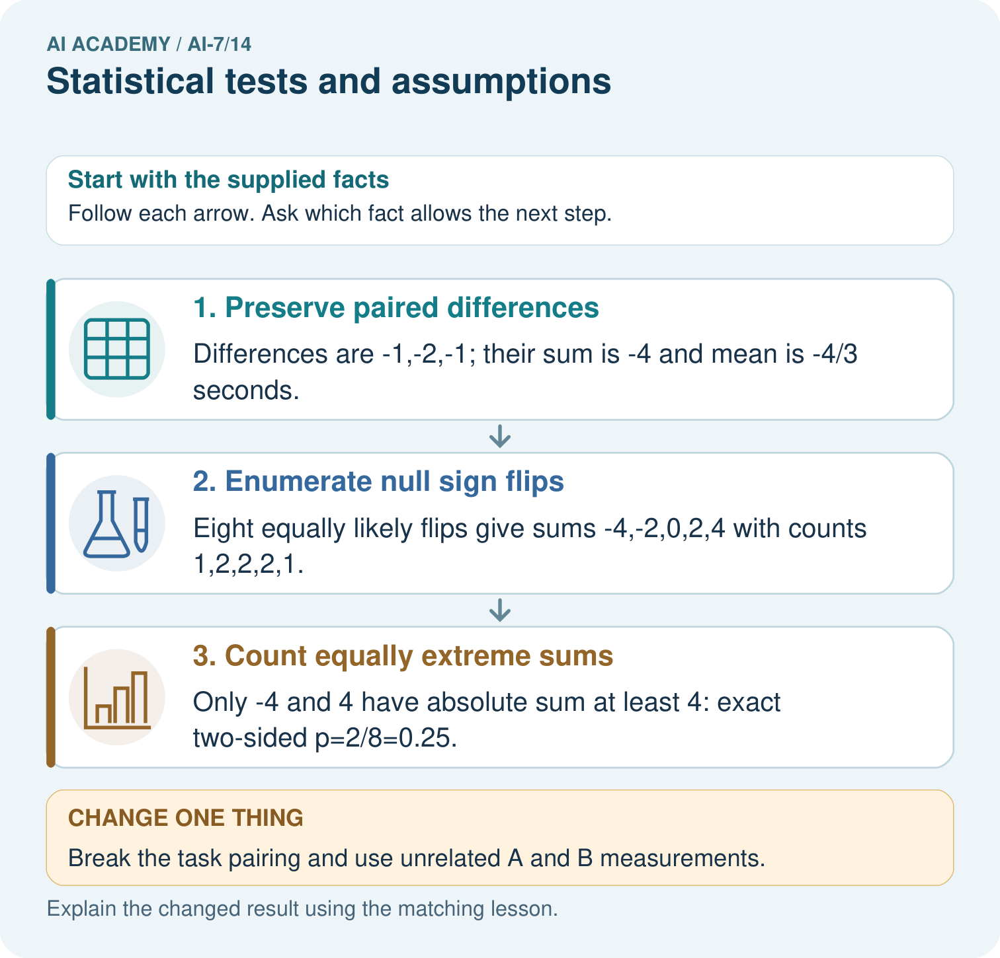 AI ACADEMY / AI-7/14
Statistical tests and assumptions
Start with the supplied facts
Follow each arrow. Ask which fact allows the next step.
1. Preserve paired differences
Differences are -1,-2,-1; their sum is -4 and mean is -4/3
seconds.
2. Enumerate null sign flips
Eight equally likely flips give sums -4,-2,0,2,4 with counts
1,2,2,2,1.
3. Count equally extreme sums
Only -4 and 4 have absolute sum at least 4: exact
two-sided p=2/8=0.25.
CHANGE ONE THING
Break the task pairing and use unrelated A and B measurements.
Explain the changed result using the matching lesson.